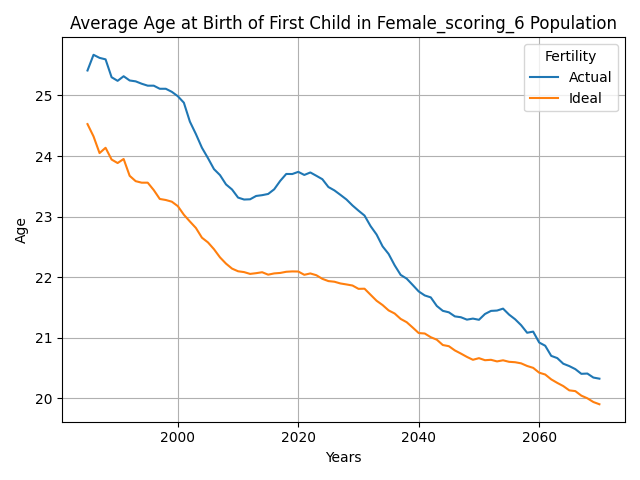 Average Age at Birth of First Child in Female_scoring_6 Population
Fertility
Actual
Ideal
Age
25
24
23
22
21
20
2000
2020
2040
2060
Years